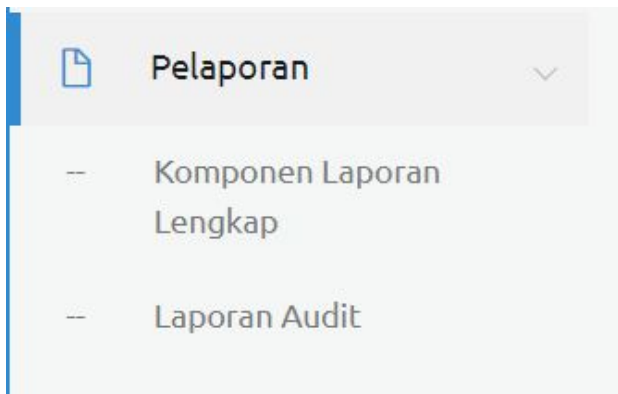 Pelaporan
-- Komponen Laporan
Lengkap
-- Laporan Audit